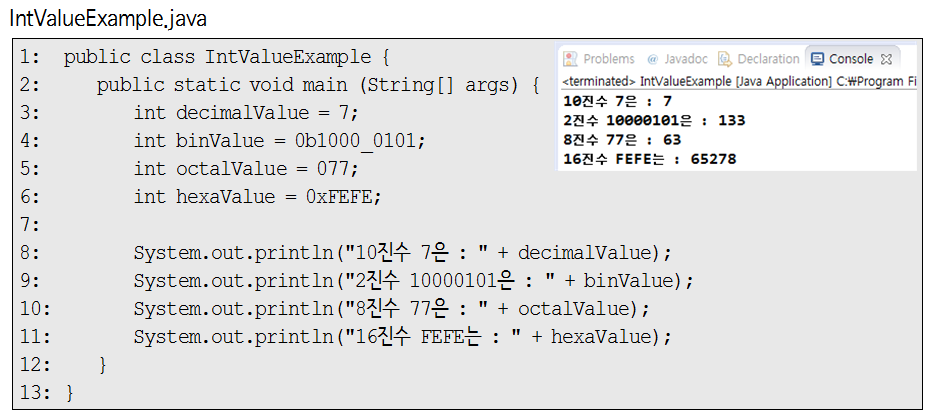 IntValueExample.java
1: public class IntValueExample {
2: public static void main (String[] args) {
3: int decimalValue = 7;
4: int binValue = 0b1000_0101;
5: int octalValue = 077;
6: int hexaValue = 0xFEFE;
7:
8: System.out.println("10진수 7은 : " + decimalValue);
9: System.out.println("2진수 10000101은 : " + binValue);
10: System.out.println("8진수 77은 : " + octalValue);
11: System.out.println("16진수 FEFE는 : " + hexaValue);
12: }
13: }
Problems @ Javadoc Declaration Console
<terminated> IntValueExample [Java Application] C:₩Program Fi
10진수 7은 : 7
2진수 10000101은 : 133
8진수 77은 : 63
16진수 FEFE는 : 65278